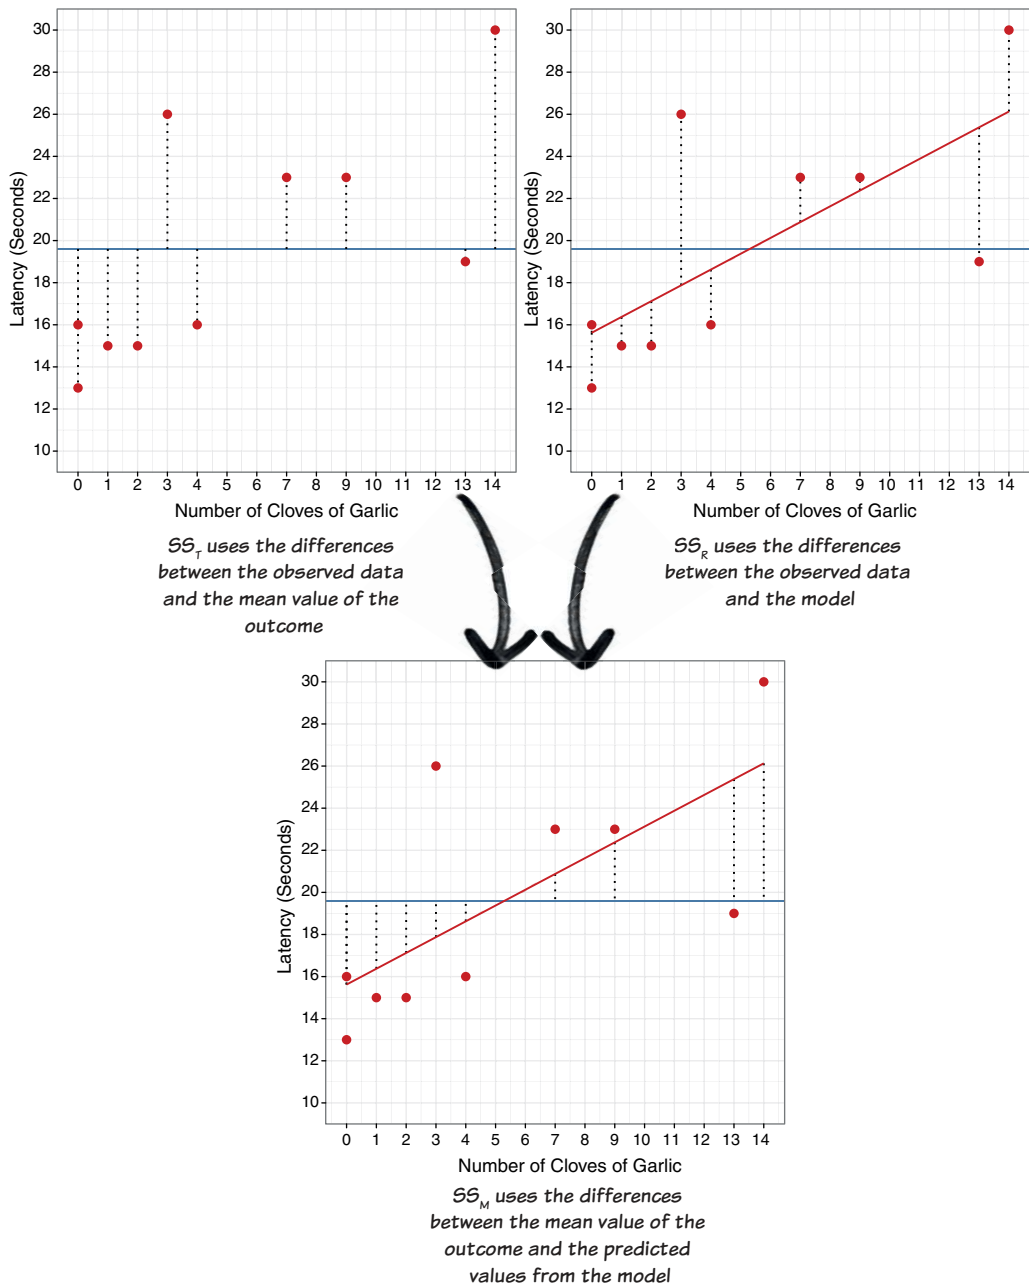 30
28
26
24
22
20
18
16
14
12
10
Latency (Seconds)
0 1 2 3 4 5 6 7 8 9 10 11 12 13 14
Number of Cloves of Garlic
SS_T uses the differences
between the observed data
and the mean value of the
outcome
30
28
26
24
22
20
18
16
14
12
10
Latency (Seconds)
0 1 2 3 4 5 6 7 8 9 10 11 12 13 14
Number of Cloves of Garlic
SS_R uses the differences
between the observed data
and the model
30
28
26
24
22
20
18
16
14
12
10
Latency (Seconds)
0 1 2 3 4 5 6 7 8 9 10 11 12 13 14
Number of Cloves of Garlic
SS_M uses the differences
between the mean value of the
outcome and the predicted
values from the model